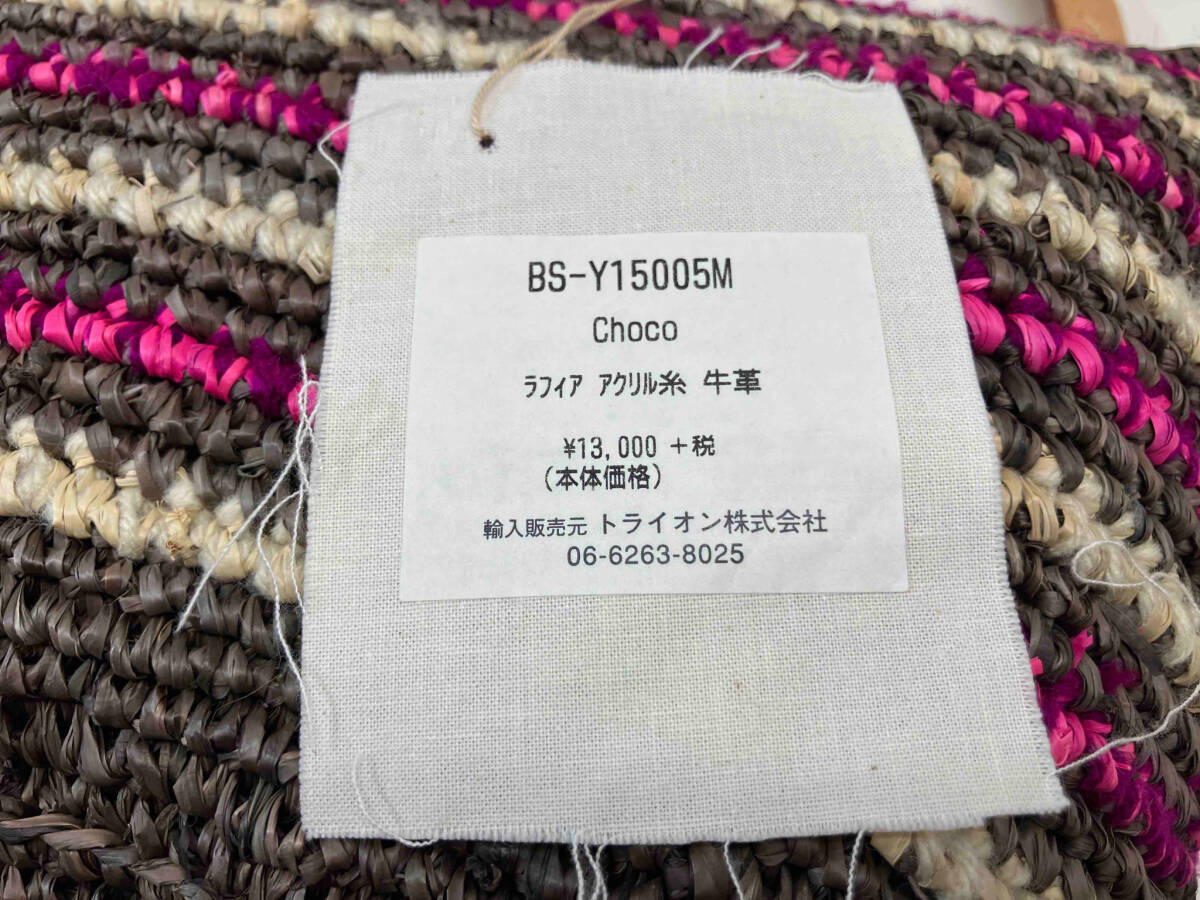 BS-Y15005M
Choco
ラフィア アクリル糸 牛革
¥13,000 +税
(本体価格)
輸入販売元 トライオン株式会社
06-6263-8025